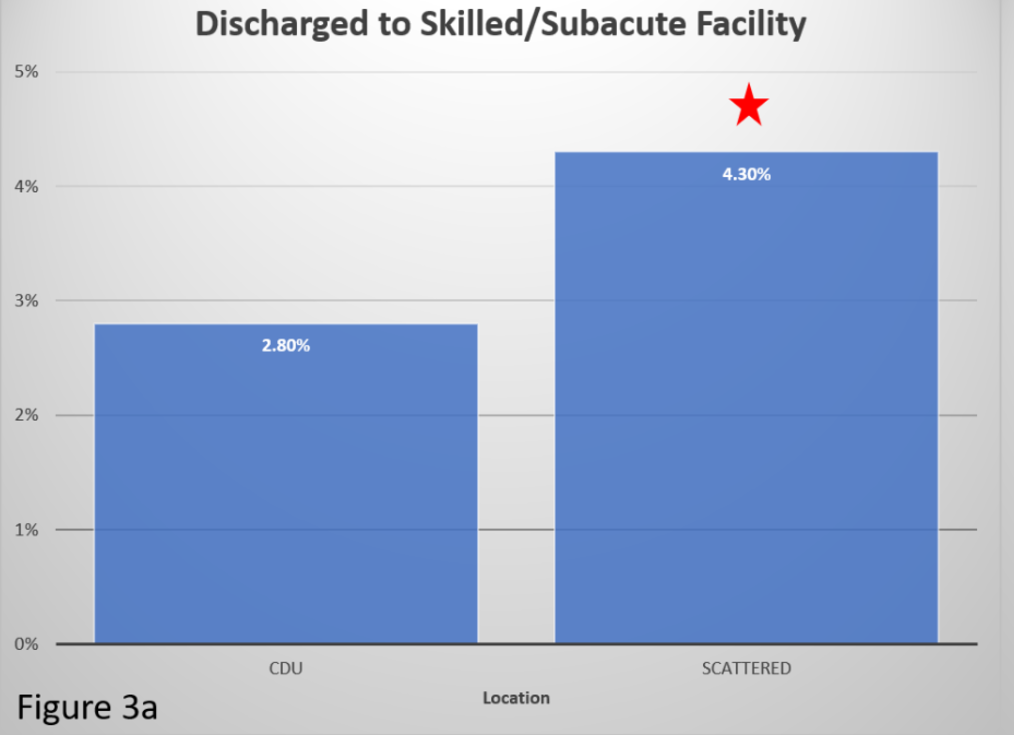 Discharged to Skilled/Subacute Facility
5%
4%
3%
2%
1%
0%
2.80%
4.30%
CDU
SCATTERED
Location
Figure 3a